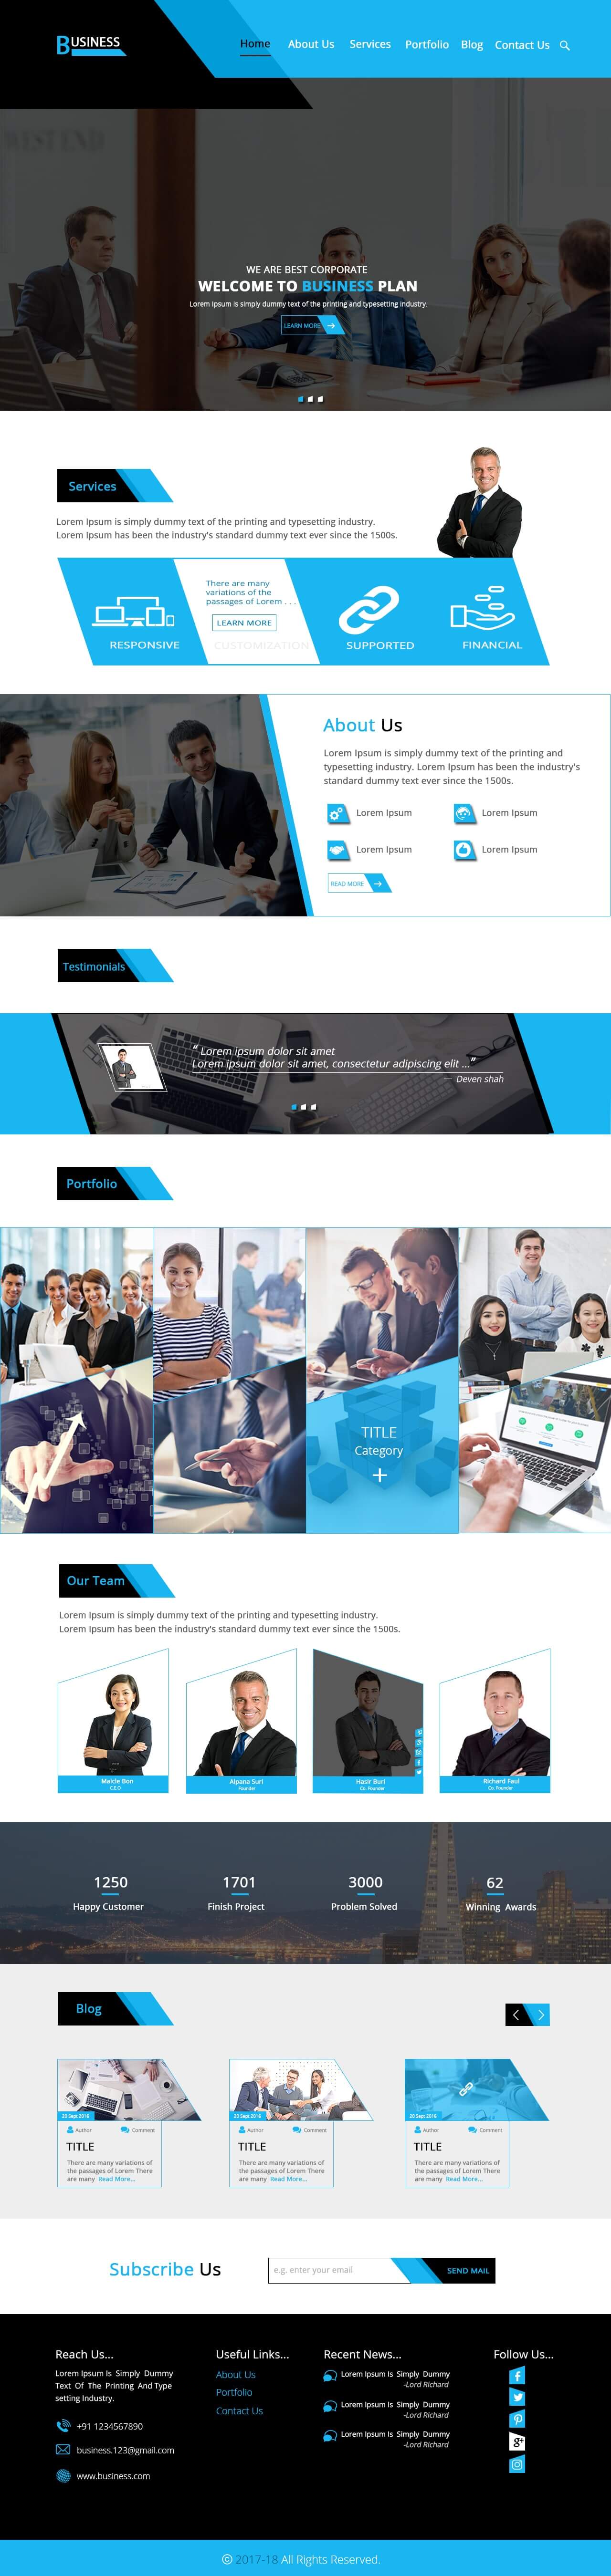 BUSINESS
Home About Us Services Portfolio Blog Contact Us
WEST END
WE ARE BEST CORPORATE
WELCOME TO BUSINESS PLAN
Lorem Ipsum is simply dummy text of the printing and typesetting industry.
LEARN MORE
Services
Lorem Ipsum is simply dummy text of the printing and typesetting industry.
Lorem Ipsum has been the industry's standard dummy text ever since the 1500s.
There are many
variations of the
passages of Lorem . . .
LEARN MORE
RESPONSIVE CUSTOMIZATION SUPPORTED FINANCIAL
About Us
Lorem Ipsum is simply dummy text of the printing and
typesetting industry. Lorem Ipsum has been the industry's
standard dummy text ever since the 1500s.
Lorem Ipsum Lorem Ipsum
Lorem Ipsum Lorem Ipsum
READ MORE
Testimonials
“ Lorem ipsum dolor sit amet
Lorem ipsum dolor sit amet, consectetur adipiscing elit ...”
— Deven shah
Portfolio
TITLE
Category
+
Our Team
Lorem Ipsum is simply dummy text of the printing and typesetting industry.
Lorem Ipsum has been the industry's standard dummy text ever since the 1500s.
Maicle Bon Alpana Suri Hasir Buri Richard Faul
C.E.O Founder Co. Founder Co. Founder
1250 1701 3000 62
Happy Customer Finish Project Problem Solved Winning Awards
Blog
20 Sept 2016 20 Sept 2016 20 Sept 2016
Author Comment Author Comment Author Comment
TITLE TITLE TITLE
There are many variations of There are many variations of There are many variations of
the passages of Lorem There the passages of Lorem There the passages of Lorem There
are many Read More... are many Read More... are many Read More...
Subscribe Us
e.g. enter your email SEND MAIL
Reach Us...
Lorem Ipsum Is Simply Dummy
Text Of The Printing And Type
setting Industry.
+91 1234567890
business.123@gmail.com
www.business.com
Useful Links...
About Us
Portfolio
Contact Us
Recent News...
Lorem Ipsum Is Simply Dummy
-Lord Richard
Lorem Ipsum Is Simply Dummy
-Lord Richard
Lorem Ipsum Is Simply Dummy
-Lord Richard
Follow Us...
© 2017-18 All Rights Reserved.